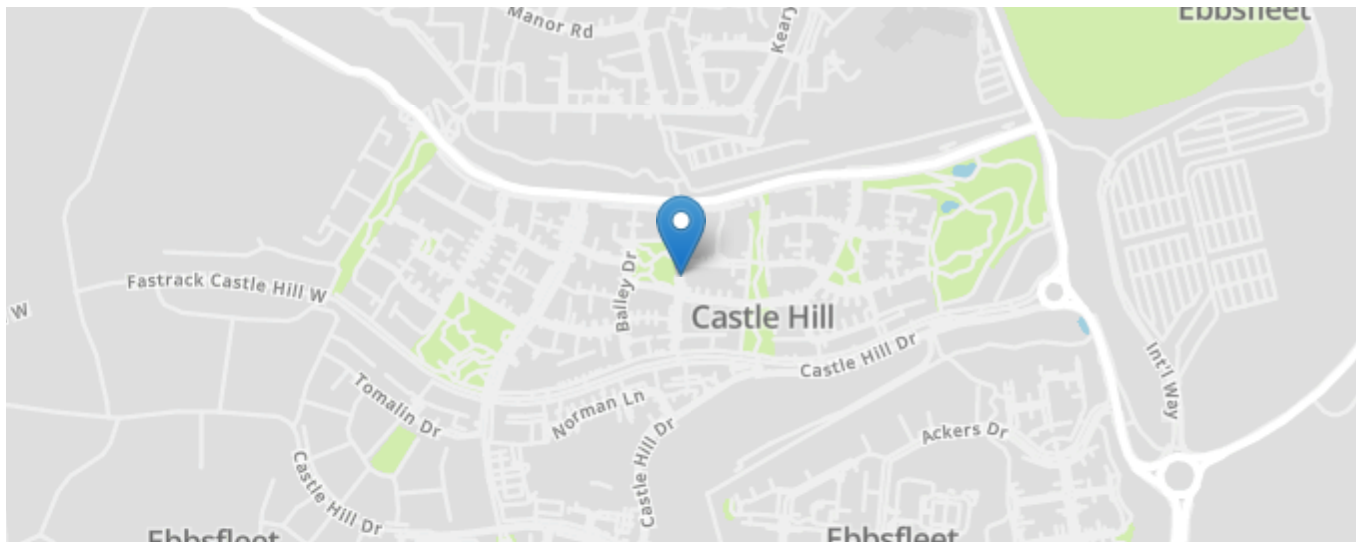 Ebbsfleet
Manor Rd
Keary
Fastrack Castle Hill W
W
Bailey Dr
Castle Hill
Castle Hill Dr
Int'l Way
Tomalin Dr
Norman Ln
Ackers Dr
Castle Hill Dr
Castle Hill Dr
Ebbsfleet
Ebbsfleet